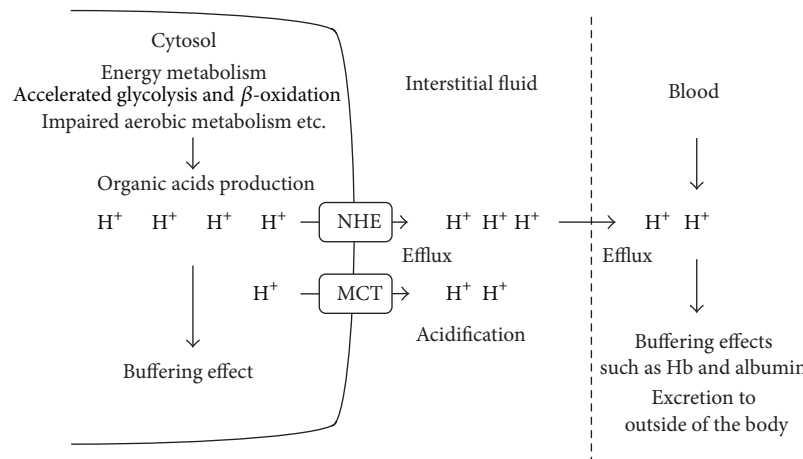 Cytosol
Energy metabolism
Accelerated glycolysis and β-oxidation
Impaired aerobic metabolism etc.
Organic acids production
H⁺ H⁺ H⁺ H⁺
NHE
Efflux
H⁺
MCT
Buffering effect
Interstitial fluid
H⁺ H⁺ H⁺
H⁺ H⁺
Acidification
Blood
Efflux
H⁺ H⁺
Buffering effects
such as Hb and albumin
Excretion to
outside of the body